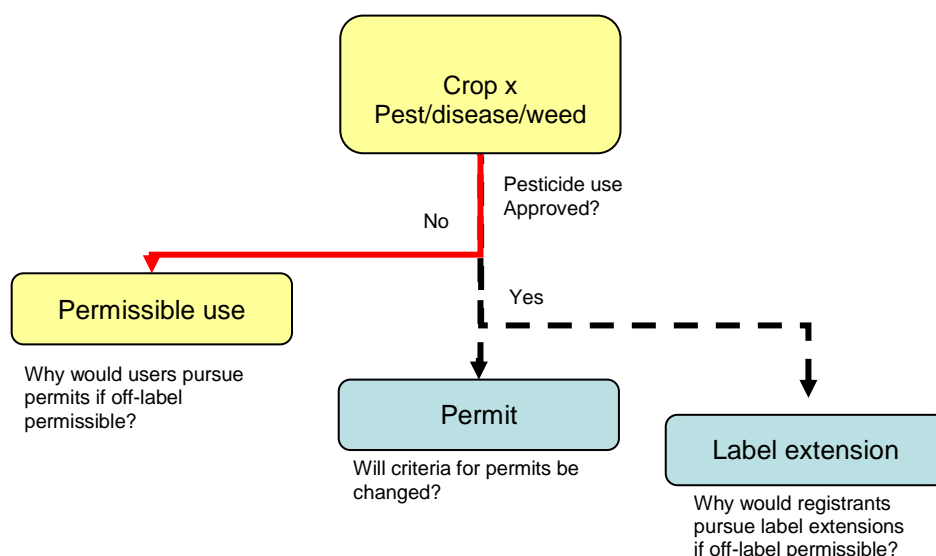 Crop x
Pest/disease/weed
Pesticide use
Approved?
No
Permissible use
Yes
Why would users pursue
permits if off-label
permissible?
Permit
Label extension
Will criteria for permits be
changed?
Why would registrants
pursue label extensions
if off-label permissible?